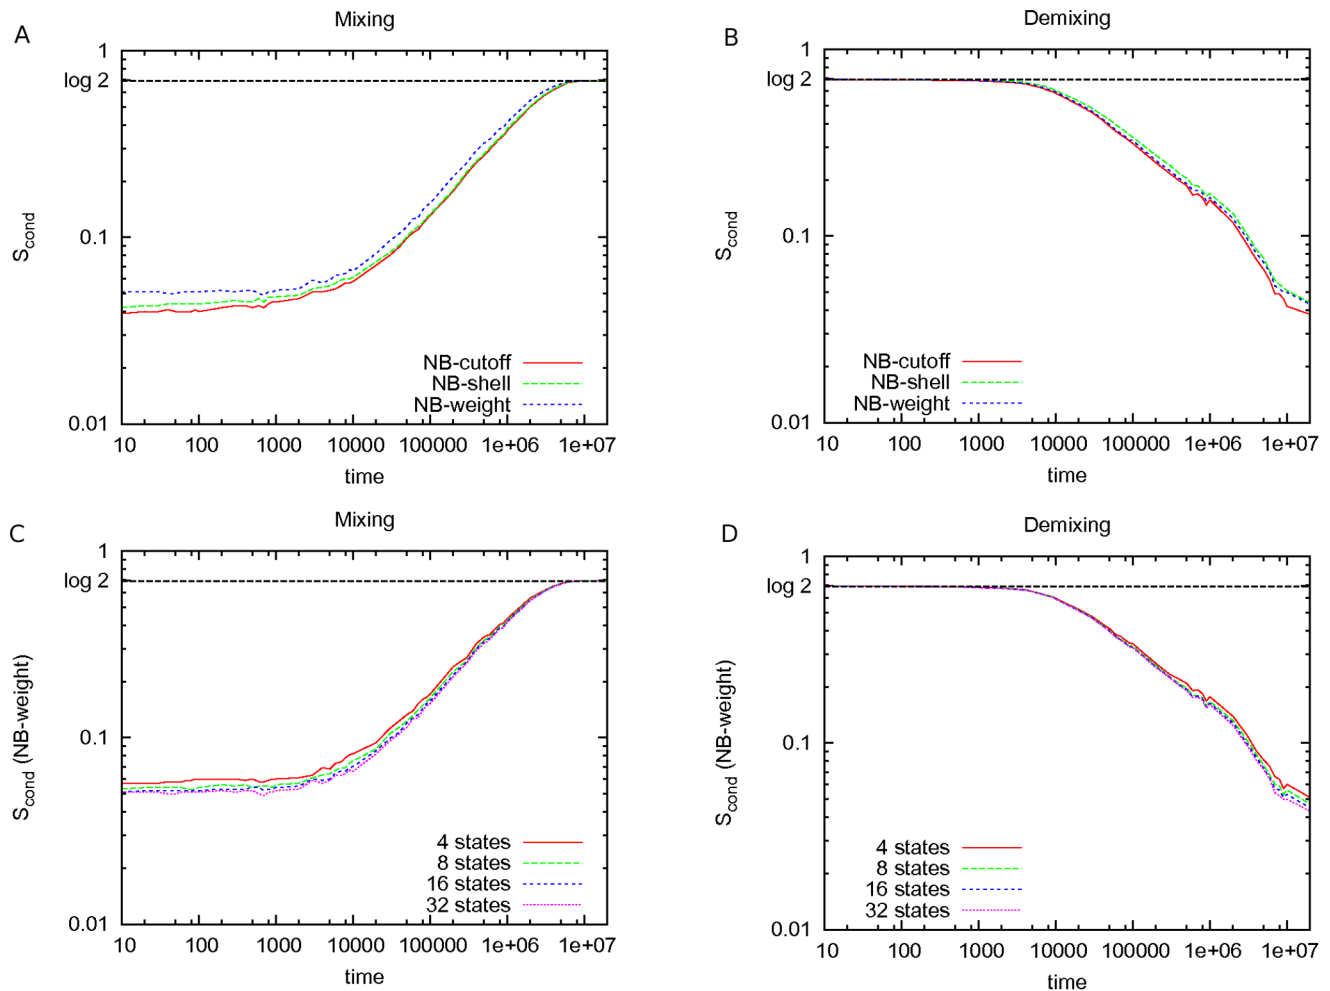 A
Mixing
1
log 2
0.1
0.01
S_cond
NB-cutoff
NB-shell
NB-weight
10 100 1000 10000 100000 1e+06 1e+07
time
B
Demixing
1
log 2
0.1
0.01
S_cond
NB-cutoff
NB-shell
NB-weight
10 100 1000 10000 100000 1e+06 1e+07
time
C
Mixing
1
log 2
0.1
0.01
S_cond (NB-weight)
4 states
8 states
16 states
32 states
10 100 1000 10000 100000 1e+06 1e+07
time
D
Demixing
1
log 2
0.1
0.01
S_cond (NB-weight)
4 states
8 states
16 states
32 states
10 100 1000 10000 100000 1e+06 1e+07
time